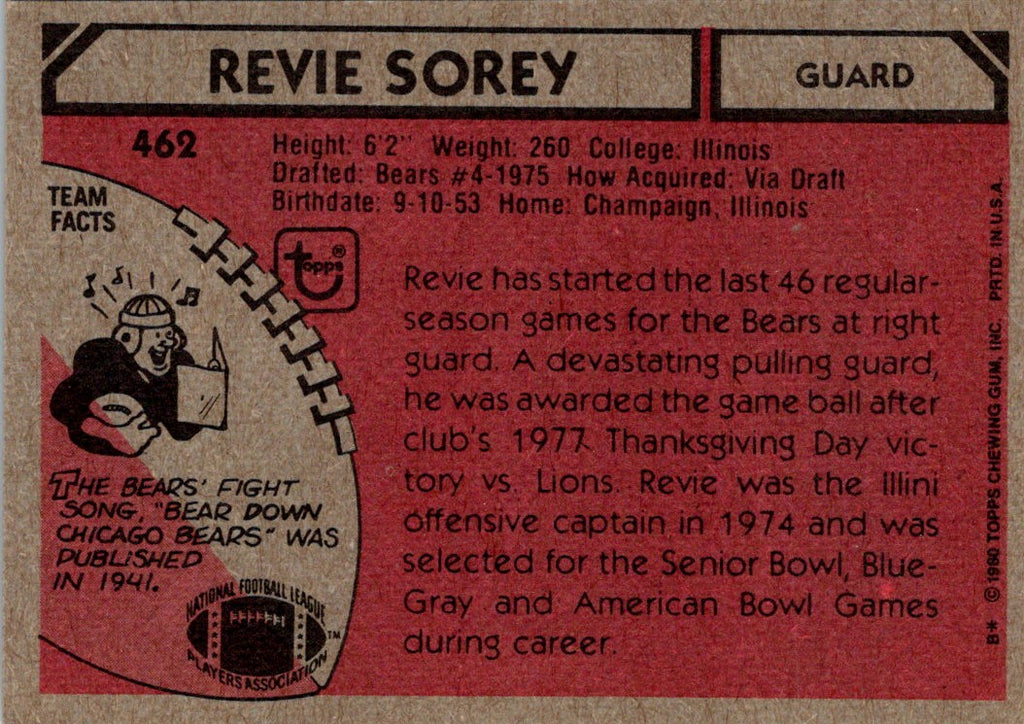 REVIE SOREY
GUARD
462
Height: 6'2" Weight: 260 College: Illinois
Drafted: Bears #4-1975 How Acquired: Via Draft
Birthdate: 9-10-53 Home: Champaign, Illinois
TEAM
FACTS
topps®
Revie has started the last 46 regular-
season games for the Bears at right
guard. A devastating pulling guard,
he was awarded the game ball after
club's 1977 Thanksgiving Day vic-
tory vs. Lions. Revie was the Illini
offensive captain in 1974 and was
selected for the Senior Bowl, Blue-
Gray and American Bowl Games
during career.
THE BEARS' FIGHT
SONG, "BEAR DOWN
CHICAGO BEARS" WAS
PUBLISHED
IN 1941.
NATIONAL FOOTBALL LEAGUE
PLAYERS ASSOCIATION
TM
B* © 1980 TOPPS CHEWING GUM, INC. PRTD. IN U.S.A.